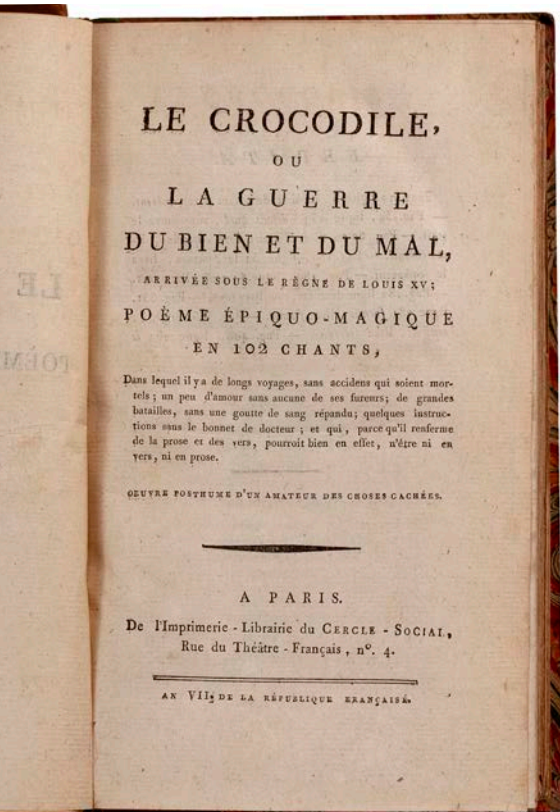 LE CROCODILE,
OU
LA GUERRE
DU BIEN ET DU MAL,
ARRIVÉE SOUS LE RÈGNE DE LOUIS XV;
POÈME ÉPIQUO-MAGIQUE
EN 102 CHANTS,
Dans lequel il y a de longs voyages, sans accidens qui soient mor-
tels; un peu d'amour sans aucune de ses fureurs; de grandes
batailles, sans une goutte de sang répandu; quelques instruc-
tions sans le bonnet de docteur; et qui, parce qu'il renferme
de la prose et des vers, pourroit bien en effet, n'être ni en
vers, ni en prose.
OEUVRE POSTHUME D'UN AMATEUR DES CHOSES CACHÉES.
A PARIS.
De l'Imprimerie-Librairie du CERCLE-SOCIAL,
Rue du Théâtre-Français, n°. 4.
AN VII. DE LA RÉPUBLIQUE FRANÇAISE.